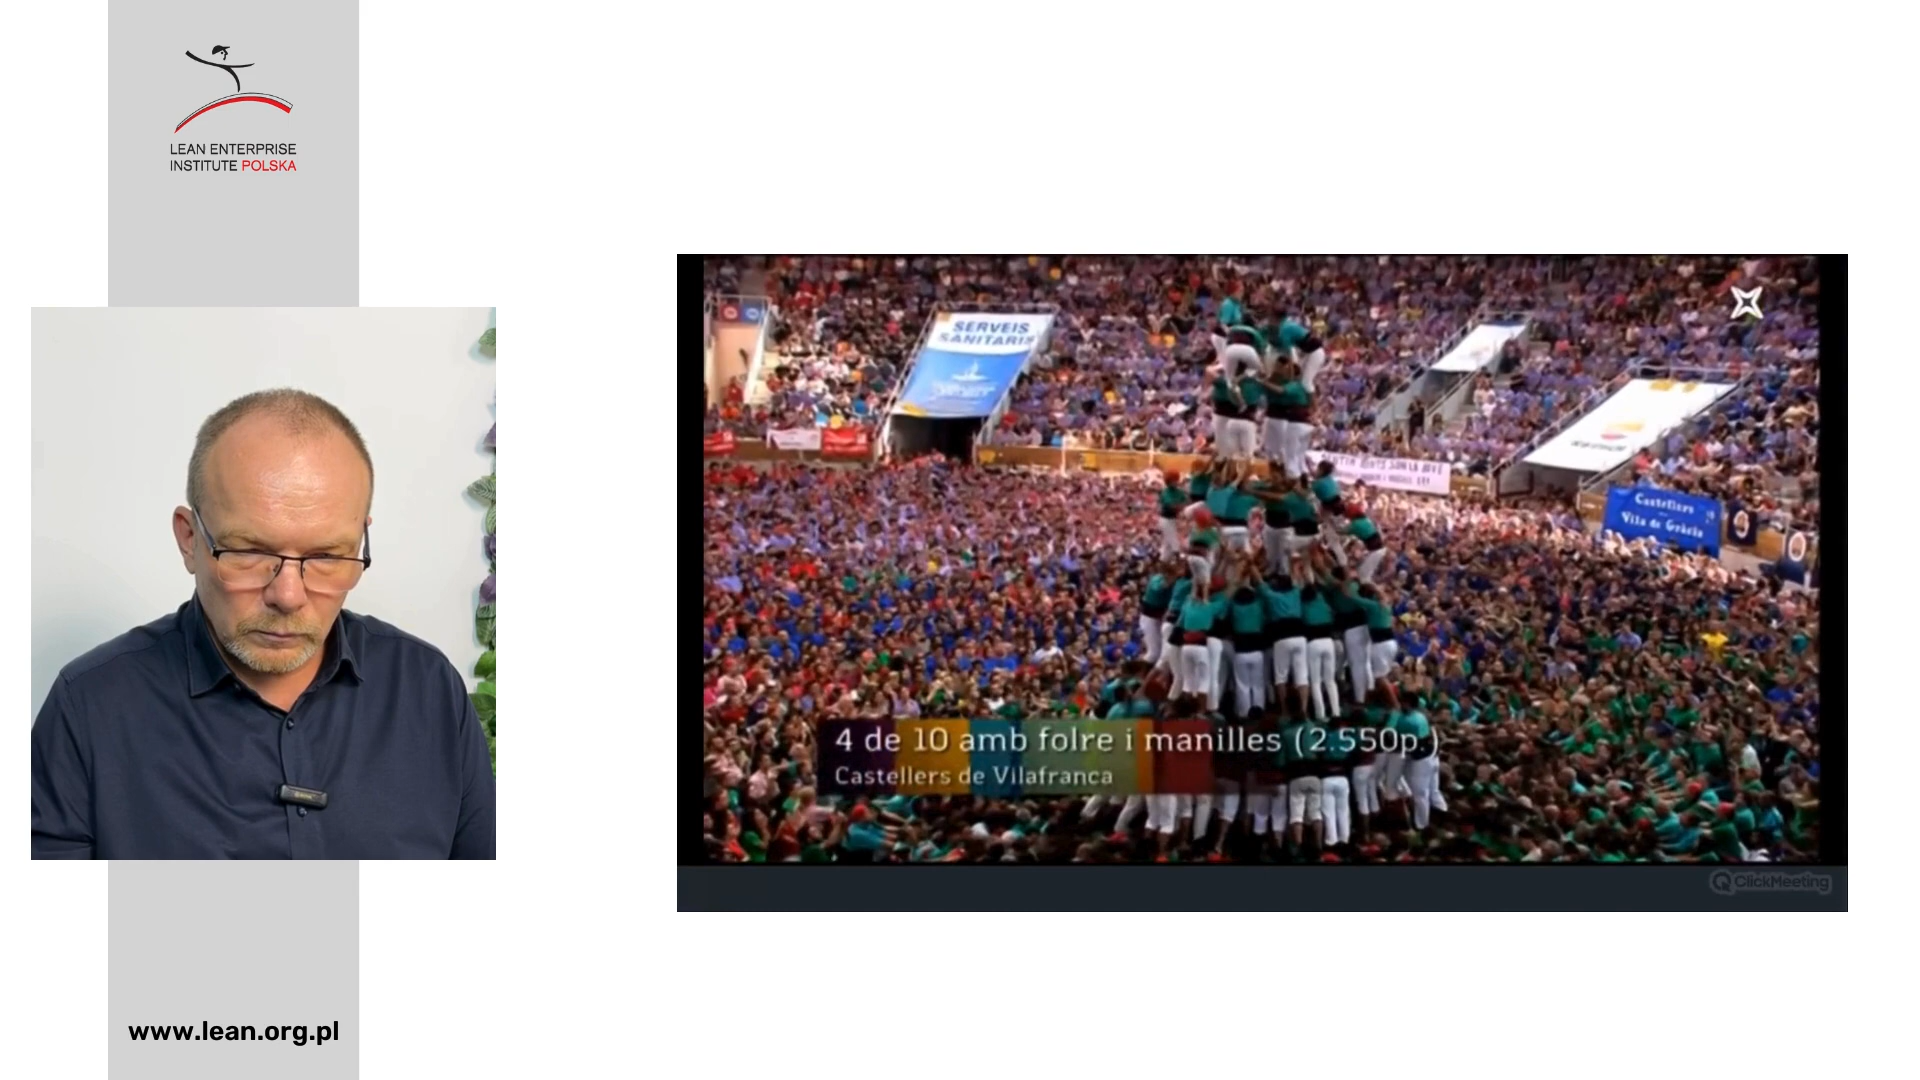 LEAN ENTERPRISE
INSTITUTE POLSKA
SERVEIS
SANITARIS
Castellers
Vila de Gràcia
4 de 10 amb folre i manilles (2.550p.)
Castellers de Vilafranca
ClickMeeting
www.lean.org.pl